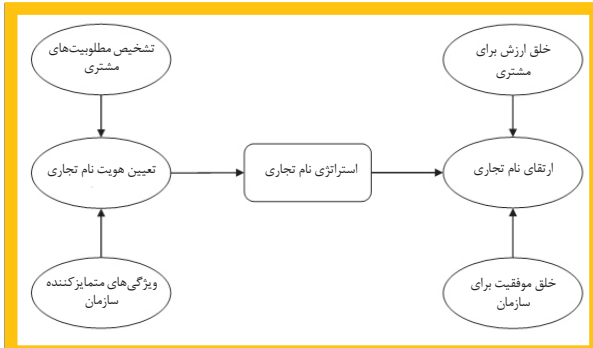 خلق ارزش برای
مشتری
تشخیص مطلوبیت‌های
مشتری
ارتقای نام تجاری
استراتژی نام تجاری
تعیین هویت نام تجاری
خلق موفقیت برای
سازمان
ویژگی‌های متمایزکننده
سازمان